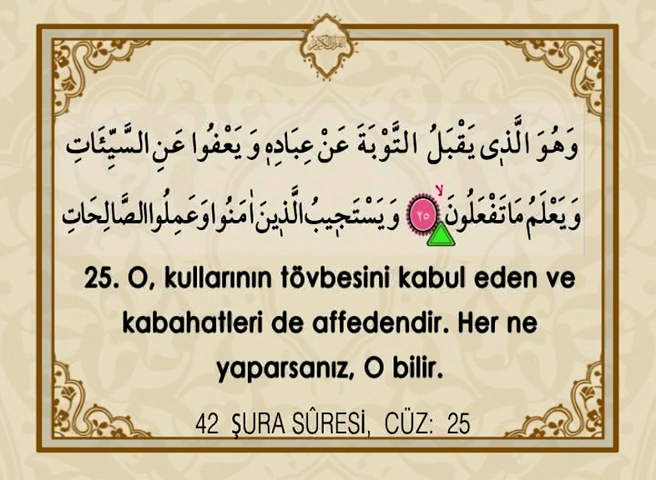 وَهُوَ الَّذ۪ى يَقْبَلُ التَّوْبَةَ عَنْ عِبَادِه۪ وَ يَعْفُوا عَنِ السَّيِّئَاتِ
وَ يَعْلَمُ مَا تَفْعَلُونَ لا ٢٥ وَ يَسْتَج۪يبُ الَّذ۪ينَ اٰمَنُوا وَعَمِلُوا الصَّالِحَاتِ
25. O, kullarının tövbesini kabul eden ve
kabahatleri de affedendir. Her ne
yaparsanız, O bilir.
42 ŞURA SÛRESİ, CÜZ: 25